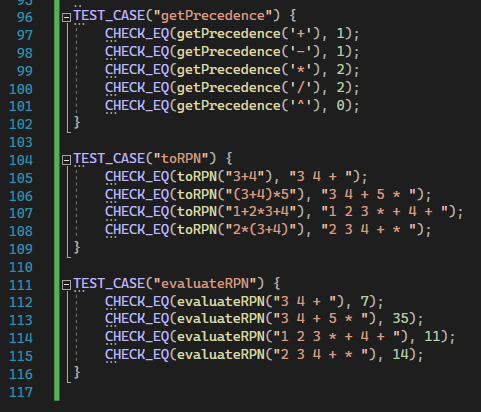 95
96 TEST_CASE("getPrecedence") {
97 CHECK_EQ(getPrecedence('+'), 1);
98 CHECK_EQ(getPrecedence('-'), 1);
99 CHECK_EQ(getPrecedence('*'), 2);
100 CHECK_EQ(getPrecedence('/'), 2);
101 CHECK_EQ(getPrecedence('^'), 0);
102 }
103
104 TEST_CASE("toRPN") {
105 CHECK_EQ(toRPN("3+4"), "3 4 + ");
106 CHECK_EQ(toRPN("(3+4)*5"), "3 4 + 5 * ");
107 CHECK_EQ(toRPN("1+2*3+4"), "1 2 3 * + 4 + ");
108 CHECK_EQ(toRPN("2*(3+4)"), "2 3 4 + * ");
109 }
110
111 TEST_CASE("evaluateRPN") {
112 CHECK_EQ(evaluateRPN("3 4 + "), 7);
113 CHECK_EQ(evaluateRPN("3 4 + 5 * "), 35);
114 CHECK_EQ(evaluateRPN("1 2 3 * + 4 + "), 11);
115 CHECK_EQ(evaluateRPN("2 3 4 + * "), 14);
116 }
117